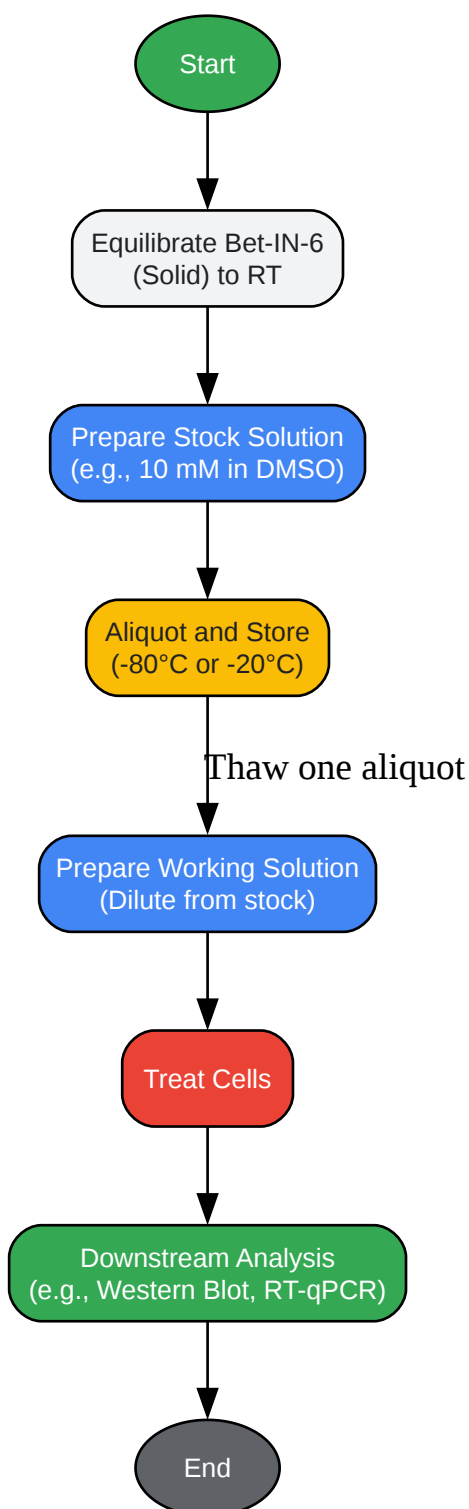 Start
Equilibrate Bet-IN-6
(Solid) to RT
Prepare Stock Solution
(e.g., 10 mM in DMSO)
Aliquot and Store
(-80°C or -20°C)
Thaw one aliquot
Prepare Working Solution
(Dilute from stock)
Treat Cells
Downstream Analysis
(e.g., Western Blot, RT-qPCR)
End